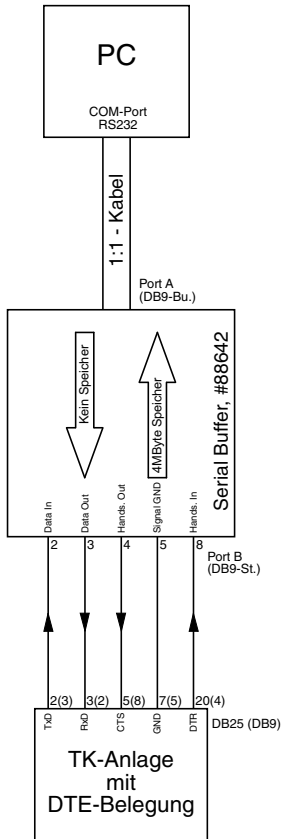 PC
COM-Port
RS232
1:1 - Kabel
Port A
(DB9-Bu.)
Kein Speicher
4MByte Speicher
Serial Buffer, #88642
Data In
Data Out
Hands. Out
Signal GND
Hands. In
2
3
4
5
8
Port B
(DB9-St.)
2(3)
3(2)
5(8)
7(5)
20(4)
DB25 (DB9)
TxD
RxD
CTS
GND
DTR
TK-Anlage
mit
DTE-Belegung